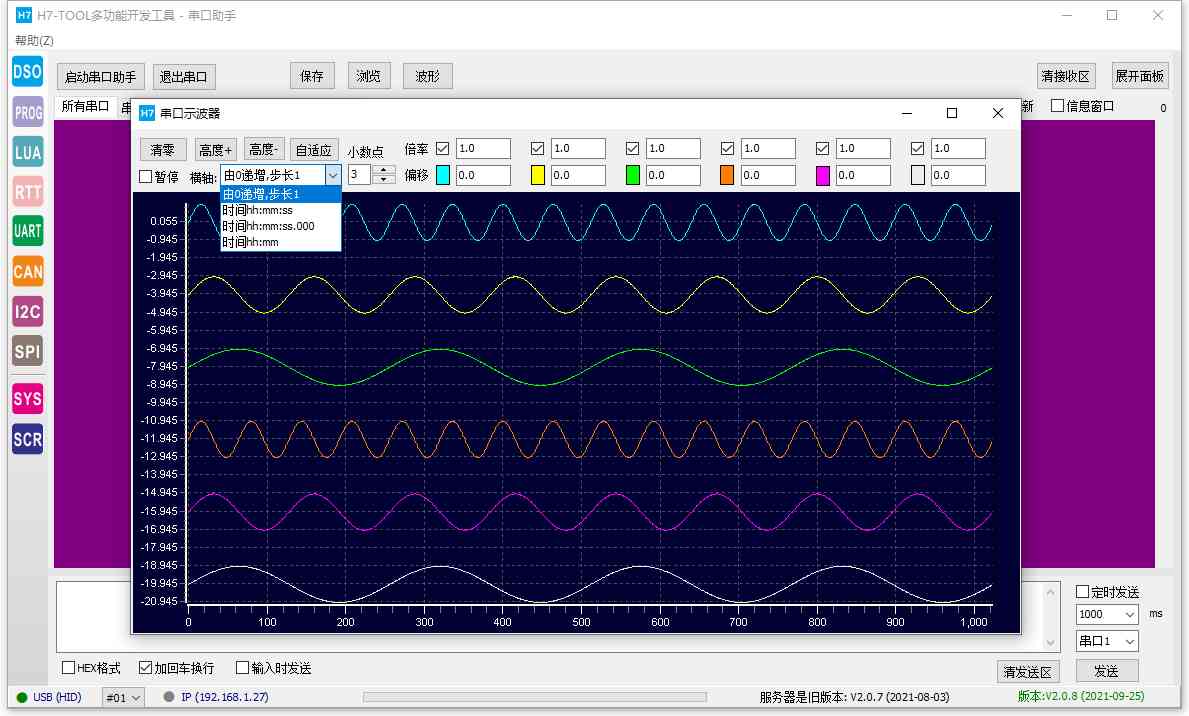 H7 H7-TOOL多功能开发工具 - 串口助手
帮助(Z)
DSO
PROG
LUA
RTT
UART
CAN
I2C
SPI
SYS
SCR
启动串口助手 退出串口 保存 浏览 波形 清接收区 展开面板
所有串口 串 新 信息窗口 0
H7 串口示波器
清零 高度+ 高度- 自适应 小数点 倍率 1.0 1.0 1.0 1.0 1.0 1.0
暂停 横轴: 由0递增,步长1 3 偏移 0.0 0.0 0.0 0.0 0.0 0.0
由0递增,步长1
时间hh:mm:ss
时间hh:mm:ss.000
时间hh:mm
0.055
-0.945
-1.945
-2.945
-3.945
-4.945
-5.945
-6.945
-7.945
-8.945
-9.945
-10.945
-11.945
-12.945
-13.945
-14.945
-15.945
-16.945
-17.945
-18.945
-19.945
-20.945
0 100 200 300 400 500 600 700 800 900 1,000
定时发送
1000 ms
串口1
HEX格式 加回车换行 输入时发送 清发送区 发送
USB (HID) #01 IP (192.168.1.27) 服务器是旧版本: V2.0.7 (2021-08-03) 版本:V2.0.8 (2021-09-25)